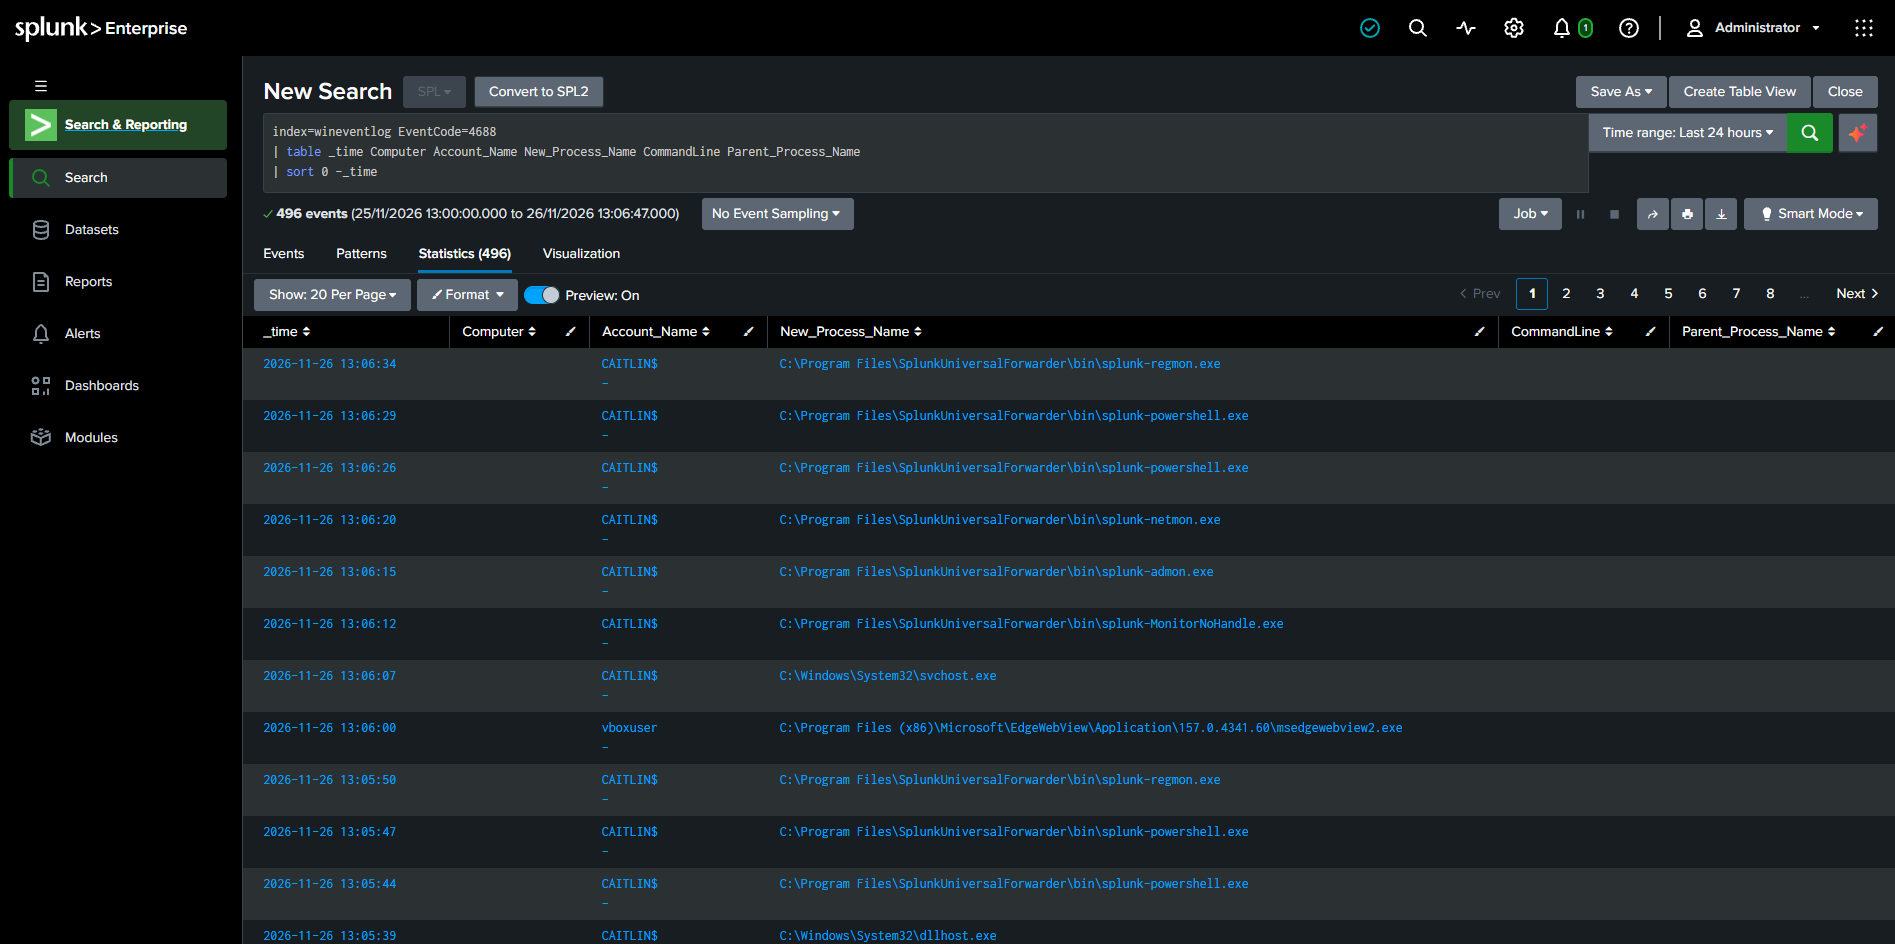 splunk> Enterprise
1
Administrator
Search & Reporting
Search
Datasets
Reports
Alerts
Dashboards
Modules
New Search
SPL
Convert to SPL2
Save As
Create Table View
Close
index=wineventlog EventCode=4688
| table _time Computer Account_Name New_Process_Name CommandLine Parent_Process_Name
| sort 0 -_time
Time range: Last 24 hours
496 events (25/11/2026 13:00:00.000 to 26/11/2026 13:06:47.000)
No Event Sampling
Job
Smart Mode
Events
Patterns
Statistics (496)
Visualization
Show: 20 Per Page
Format
Preview: On
< Prev 1 2 3 4 5 6 7 8 ... Next >
_time Computer Account_Name New_Process_Name CommandLine Parent_Process_Name
2026-11-26 13:06:34 CAITLIN$ C:\Program Files\SplunkUniversalForwarder\bin\splunk-regmon.exe
-
2026-11-26 13:06:29 CAITLIN$ C:\Program Files\SplunkUniversalForwarder\bin\splunk-powershell.exe
-
2026-11-26 13:06:26 CAITLIN$ C:\Program Files\SplunkUniversalForwarder\bin\splunk-powershell.exe
-
2026-11-26 13:06:20 CAITLIN$ C:\Program Files\SplunkUniversalForwarder\bin\splunk-netmon.exe
-
2026-11-26 13:06:15 CAITLIN$ C:\Program Files\SplunkUniversalForwarder\bin\splunk-admon.exe
-
2026-11-26 13:06:12 CAITLIN$ C:\Program Files\SplunkUniversalForwarder\bin\splunk-MonitorNoHandle.exe
-
2026-11-26 13:06:07 CAITLIN$ C:\Windows\System32\svchost.exe
-
2026-11-26 13:06:00 vboxuser C:\Program Files (x86)\Microsoft\EdgeWebView\Application\157.0.4341.60\msedgewebview2.exe
-
2026-11-26 13:05:50 CAITLIN$ C:\Program Files\SplunkUniversalForwarder\bin\splunk-regmon.exe
-
2026-11-26 13:05:47 CAITLIN$ C:\Program Files\SplunkUniversalForwarder\bin\splunk-powershell.exe
-
2026-11-26 13:05:44 CAITLIN$ C:\Program Files\SplunkUniversalForwarder\bin\splunk-powershell.exe
-
2026-11-26 13:05:39 CAITLIN$ C:\Windows\System32\dllhost.exe